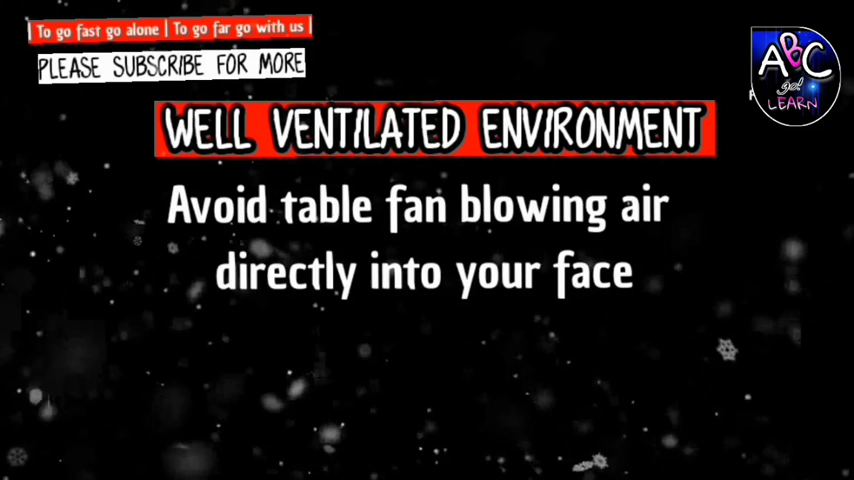 | To go fast go alone | To go far go with us |
PLEASE SUBSCRIBE FOR MORE
ABC
go!
LEARN
WELL VENTILATED ENVIRONMENT
Avoid table fan blowing air
directly into your face